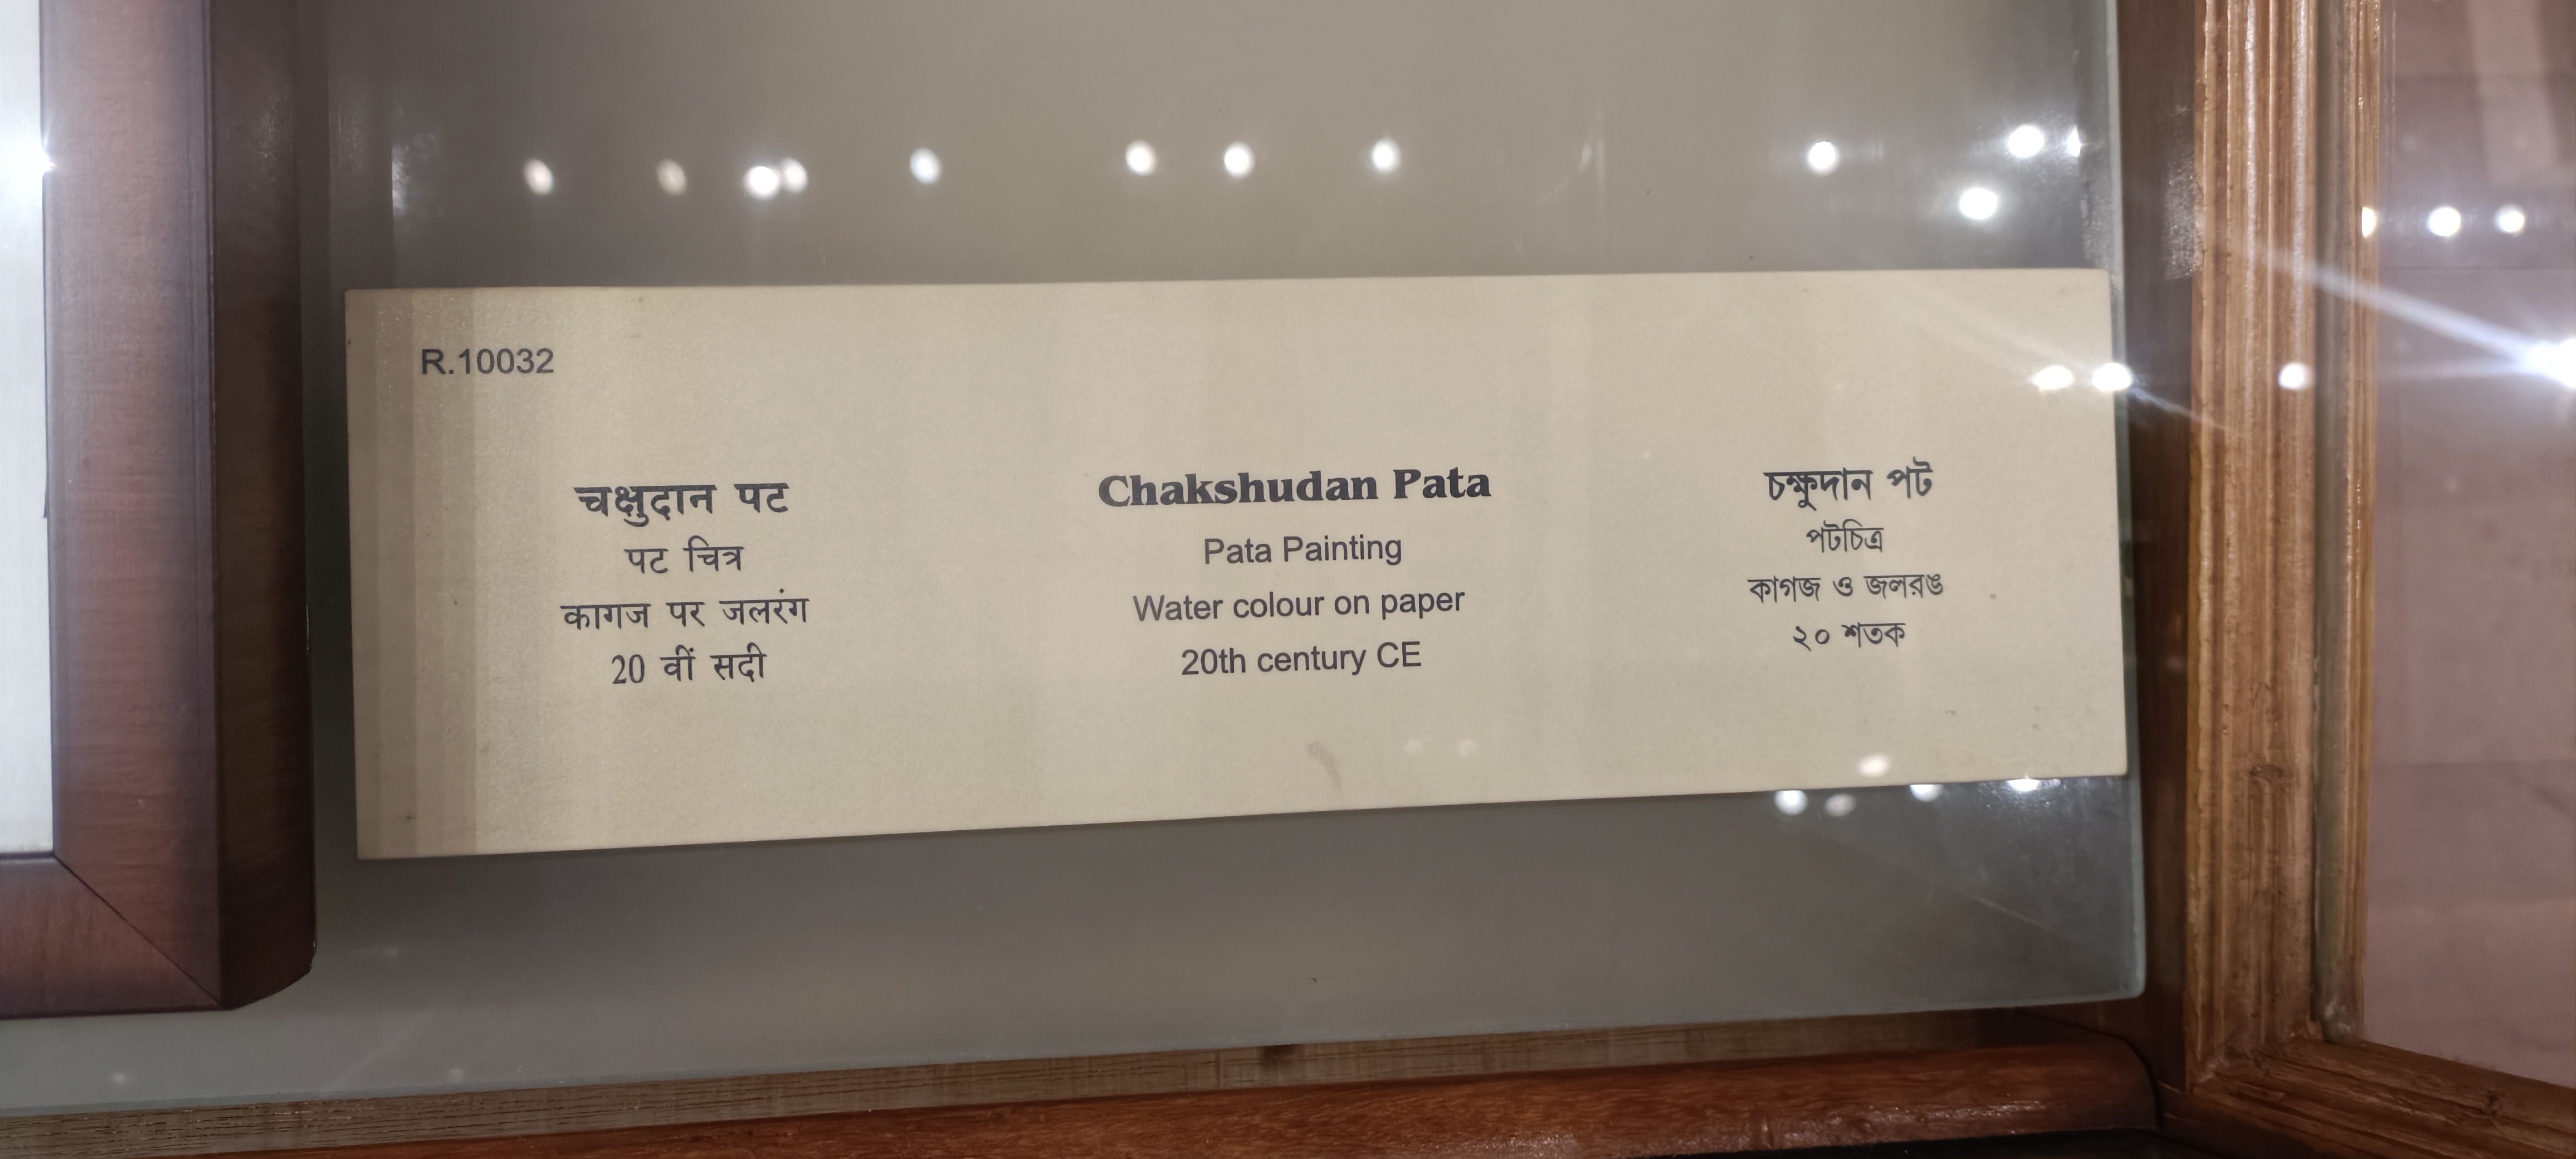 R.10032
चक्षुदान पट
पट चित्र
कागज पर जलरंग
20 वीं सदी
Chakshudan Pata
Pata Painting
Water colour on paper
20th century CE
চক্ষুদান পট
পটচিত্র
কাগজ ও জলরঙ
২০ শতক